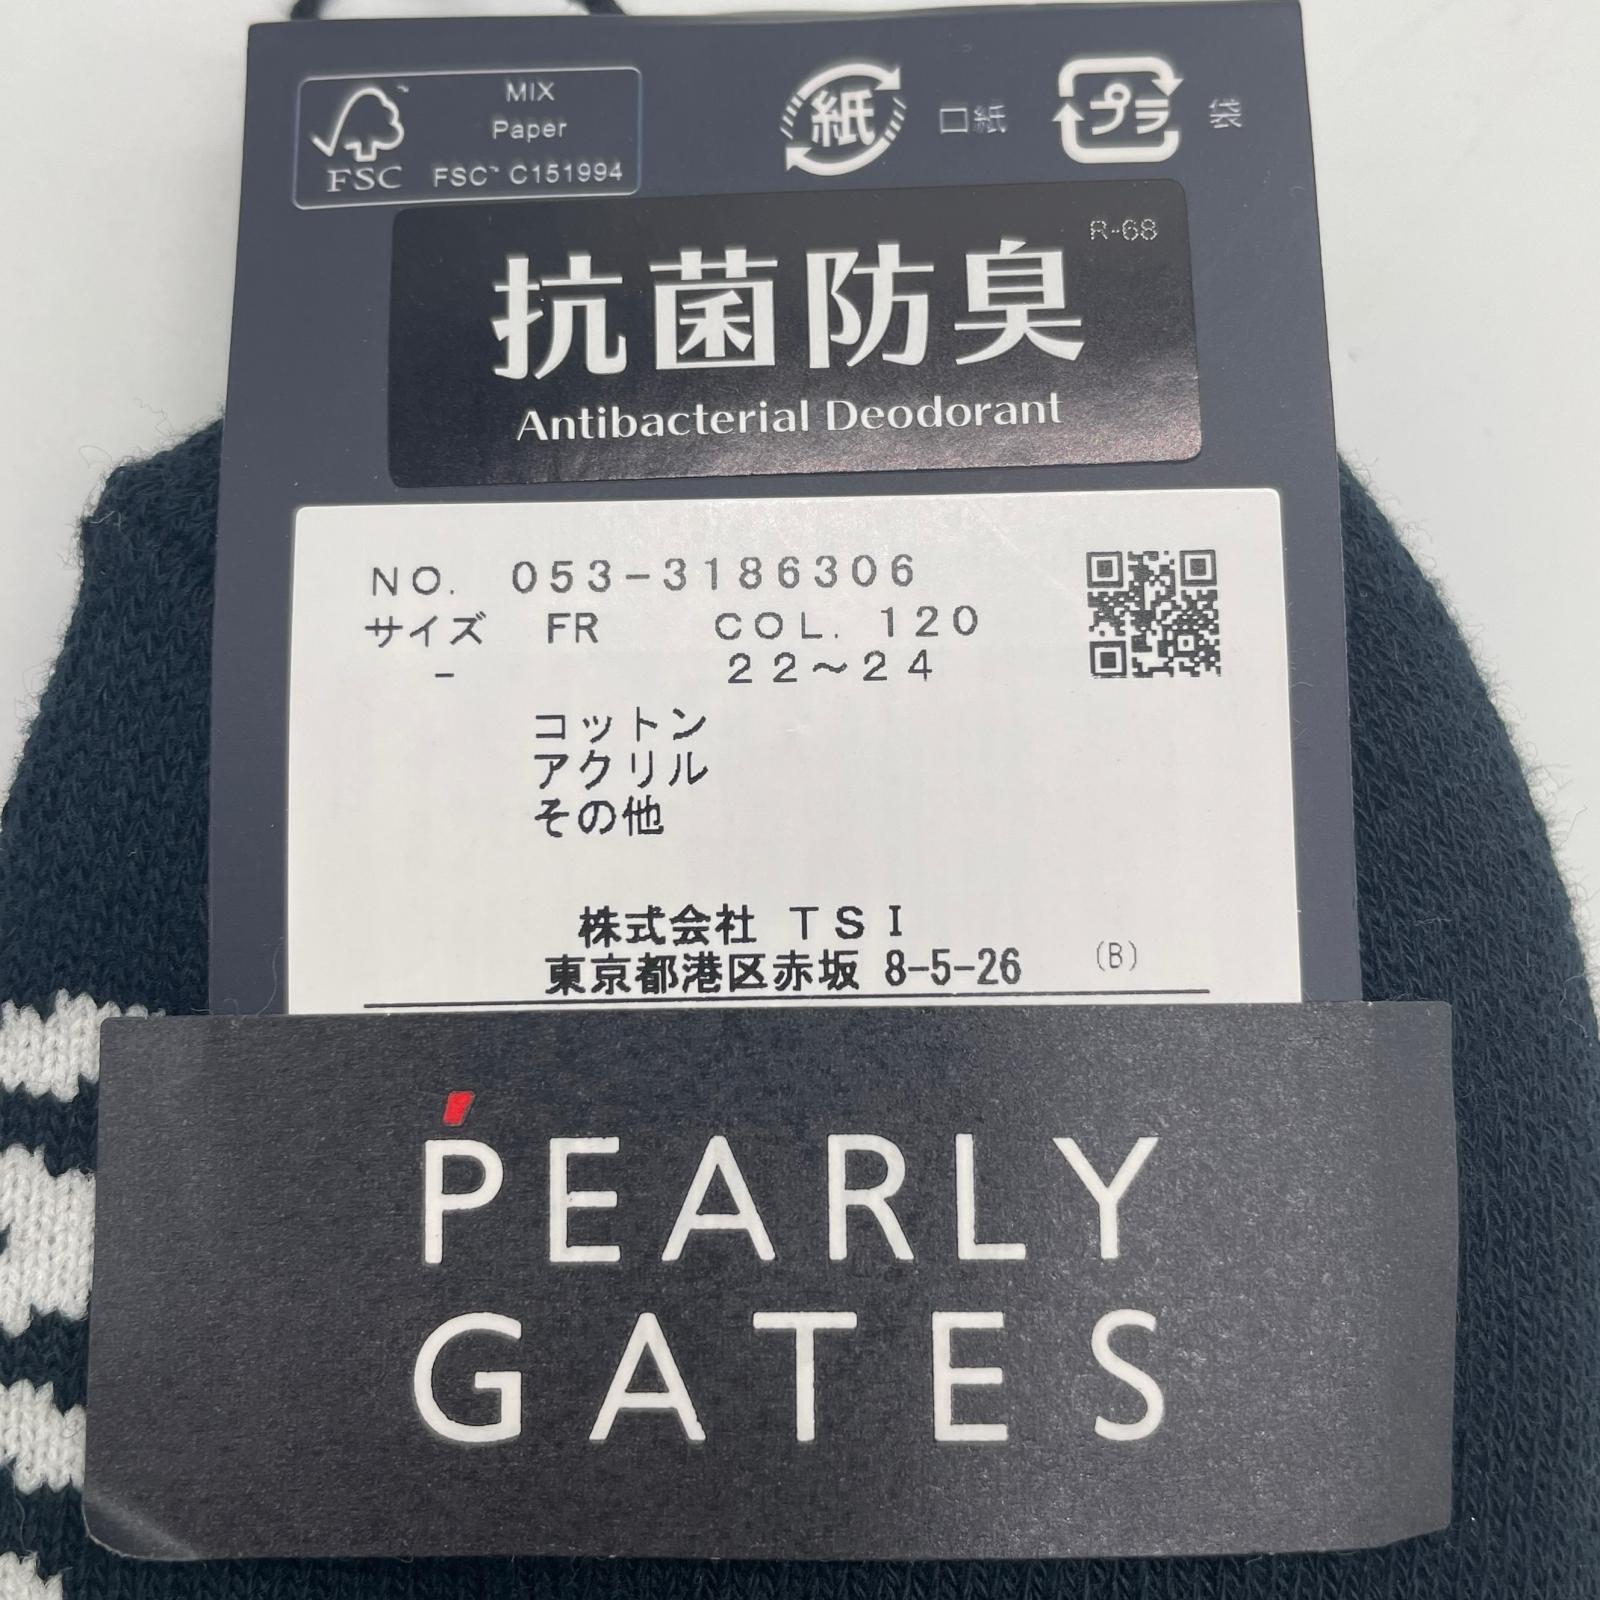 MIX
Paper
FSC™ C151994
FSC
紙 口紙 プラ 袋
R-68
抗菌防臭
Antibacterial Deodorant
NO. 053-3186306
サイズ FR COL. 120
- 22~24
コットン
アクリル
その他
株式会社 TSI
東京都港区赤坂 8-5-26 (B)
PEARLY
GATES